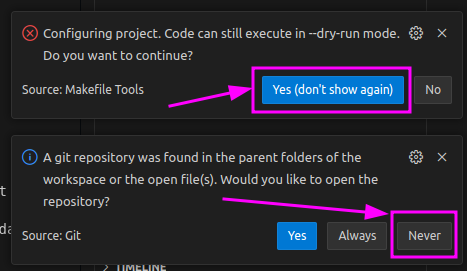 Configuring project. Code can still execute in --dry-run mode.
Do you want to continue?
Source: Makefile Tools
Yes (don't show again)
No
A git repository was found in the parent folders of the
workspace or the open file(s). Would you like to open the
repository?
Source: Git
Yes
Always
Never
TIMELINE